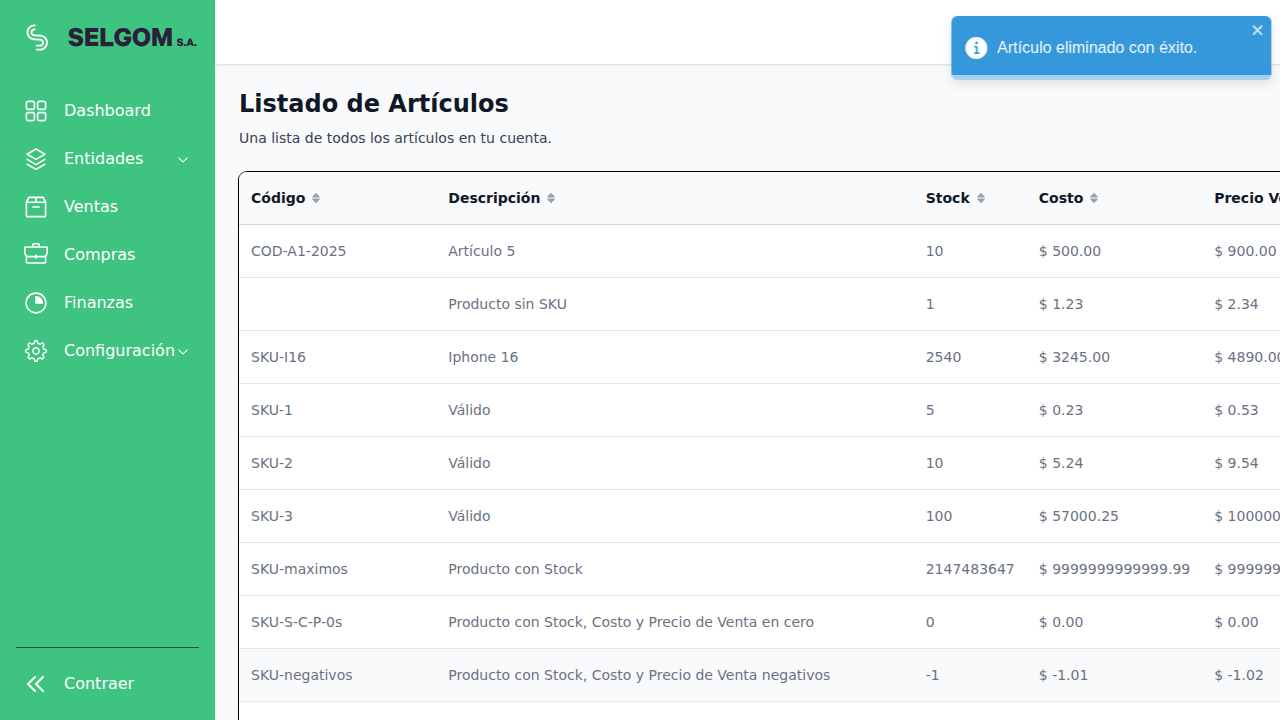 SELGOM S.A.
Dashboard
Entidades
Ventas
Compras
Finanzas
Configuración
Contraer
Artículo eliminado con éxito.
Listado de Artículos
Una lista de todos los artículos en tu cuenta.
Código Descripción Stock Costo Precio V
COD-A1-2025 Artículo 5 10 $ 500.00 $ 900.00
Producto sin SKU 1 $ 1.23 $ 2.34
SKU-I16 Iphone 16 2540 $ 3245.00 $ 4890.00
SKU-1 Válido 5 $ 0.23 $ 0.53
SKU-2 Válido 10 $ 5.24 $ 9.54
SKU-3 Válido 100 $ 57000.25 $ 100000
SKU-maximos Producto con Stock 2147483647 $ 9999999999999.99 $ 999999
SKU-S-C-P-0s Producto con Stock, Costo y Precio de Venta en cero 0 $ 0.00 $ 0.00
SKU-negativos Producto con Stock, Costo y Precio de Venta negativos -1 $ -1.01 $ -1.02